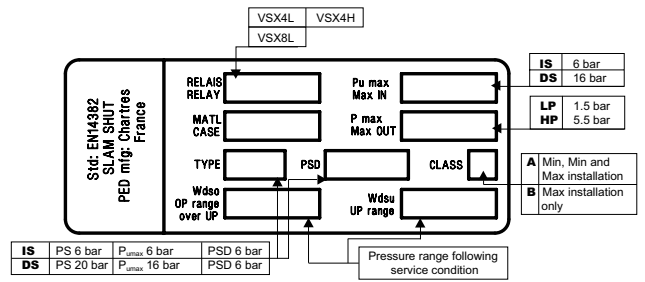 VSX4L VSX4H
VSX8L
Std: EN14382
SLAM SHUT
PED mfg: Chartres
France
RELAIS
RELAY
Pu max
Max IN
IS 6 bar
DS 16 bar
MATL
CASE
P max
Max OUT
LP 1.5 bar
HP 5.5 bar
TYPE
PSD
CLASS
A Min, Min and
Max installation
B Max installation
only
Wdso
OP range
over UP
Wdsu
UP range
IS PS 6 bar Pumax 6 bar PSD 6 bar
DS PS 20 bar Pumax 16 bar PSD 6 bar
Pressure range following
service condition